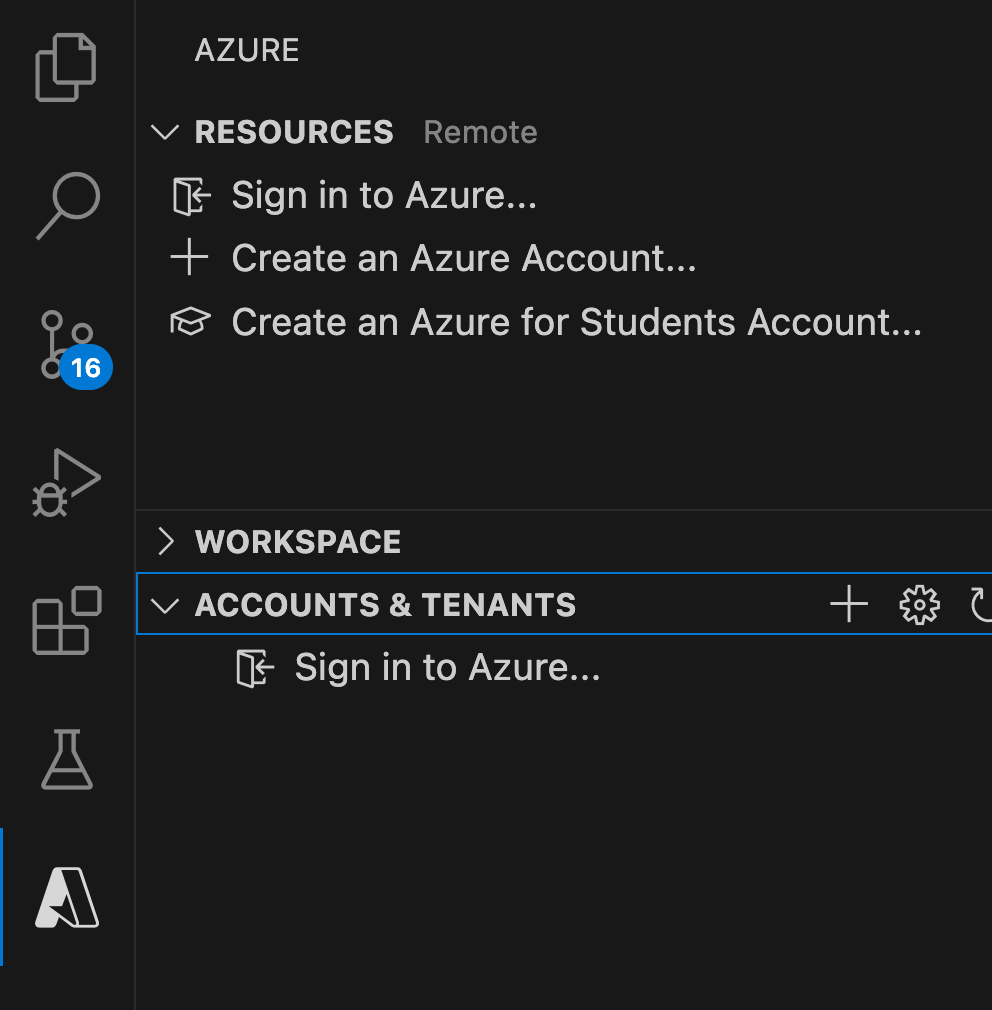 AZURE
RESOURCES Remote
Sign in to Azure...
Create an Azure Account...
Create an Azure for Students Account...
16
WORKSPACE
ACCOUNTS & TENANTS
Sign in to Azure...